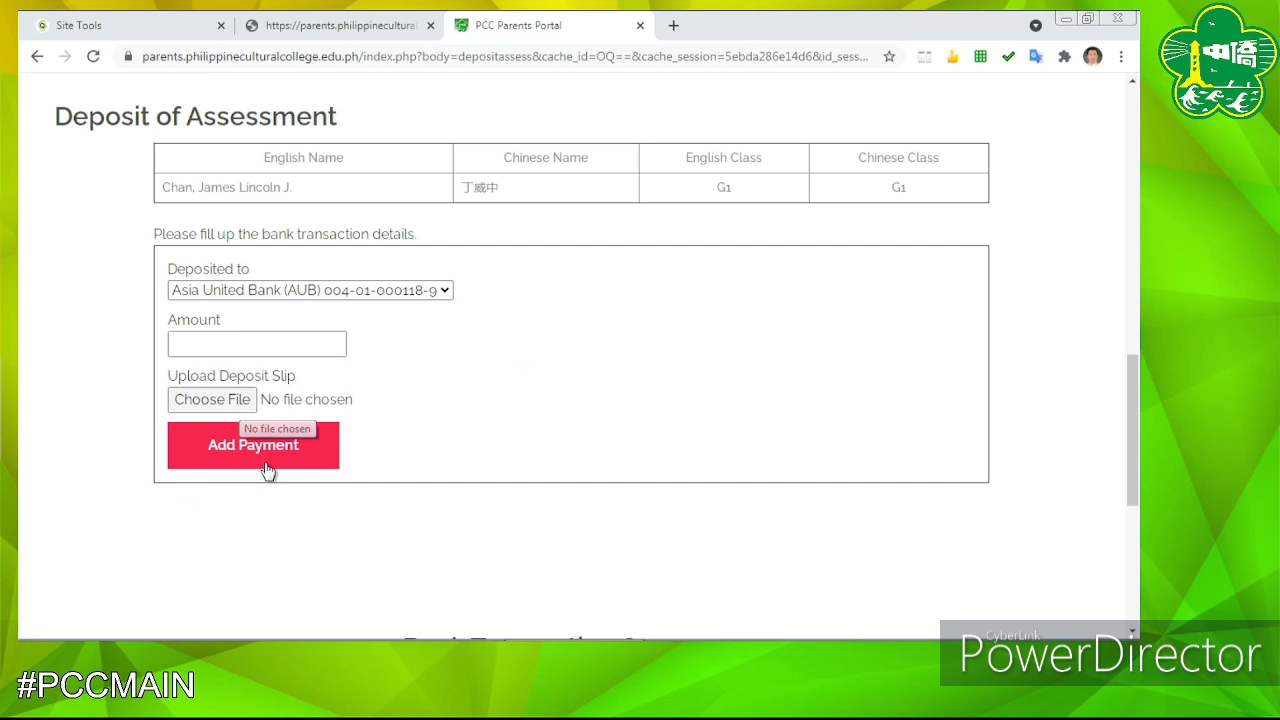 Site Tools
https://parents.philippinecultural
PCC Parents Portal
parents.philippineculturalcollege.edu.ph/index.php?body=depositassess&cache_id=OQ==&cache_session=5ebda286e14d6&id_sess...
中僑
Deposit of Assessment
English Name Chinese Name English Class Chinese Class
Chan, James Lincoln J. 丁威中 G1 G1
Please fill up the bank transaction details.
Deposited to
Asia United Bank (AUB) 004-01-000118-9
Amount
Upload Deposit Slip
Choose File No file chosen
No file chosen
Add Payment
CyberLink
PowerDirector
#PCCMAIN